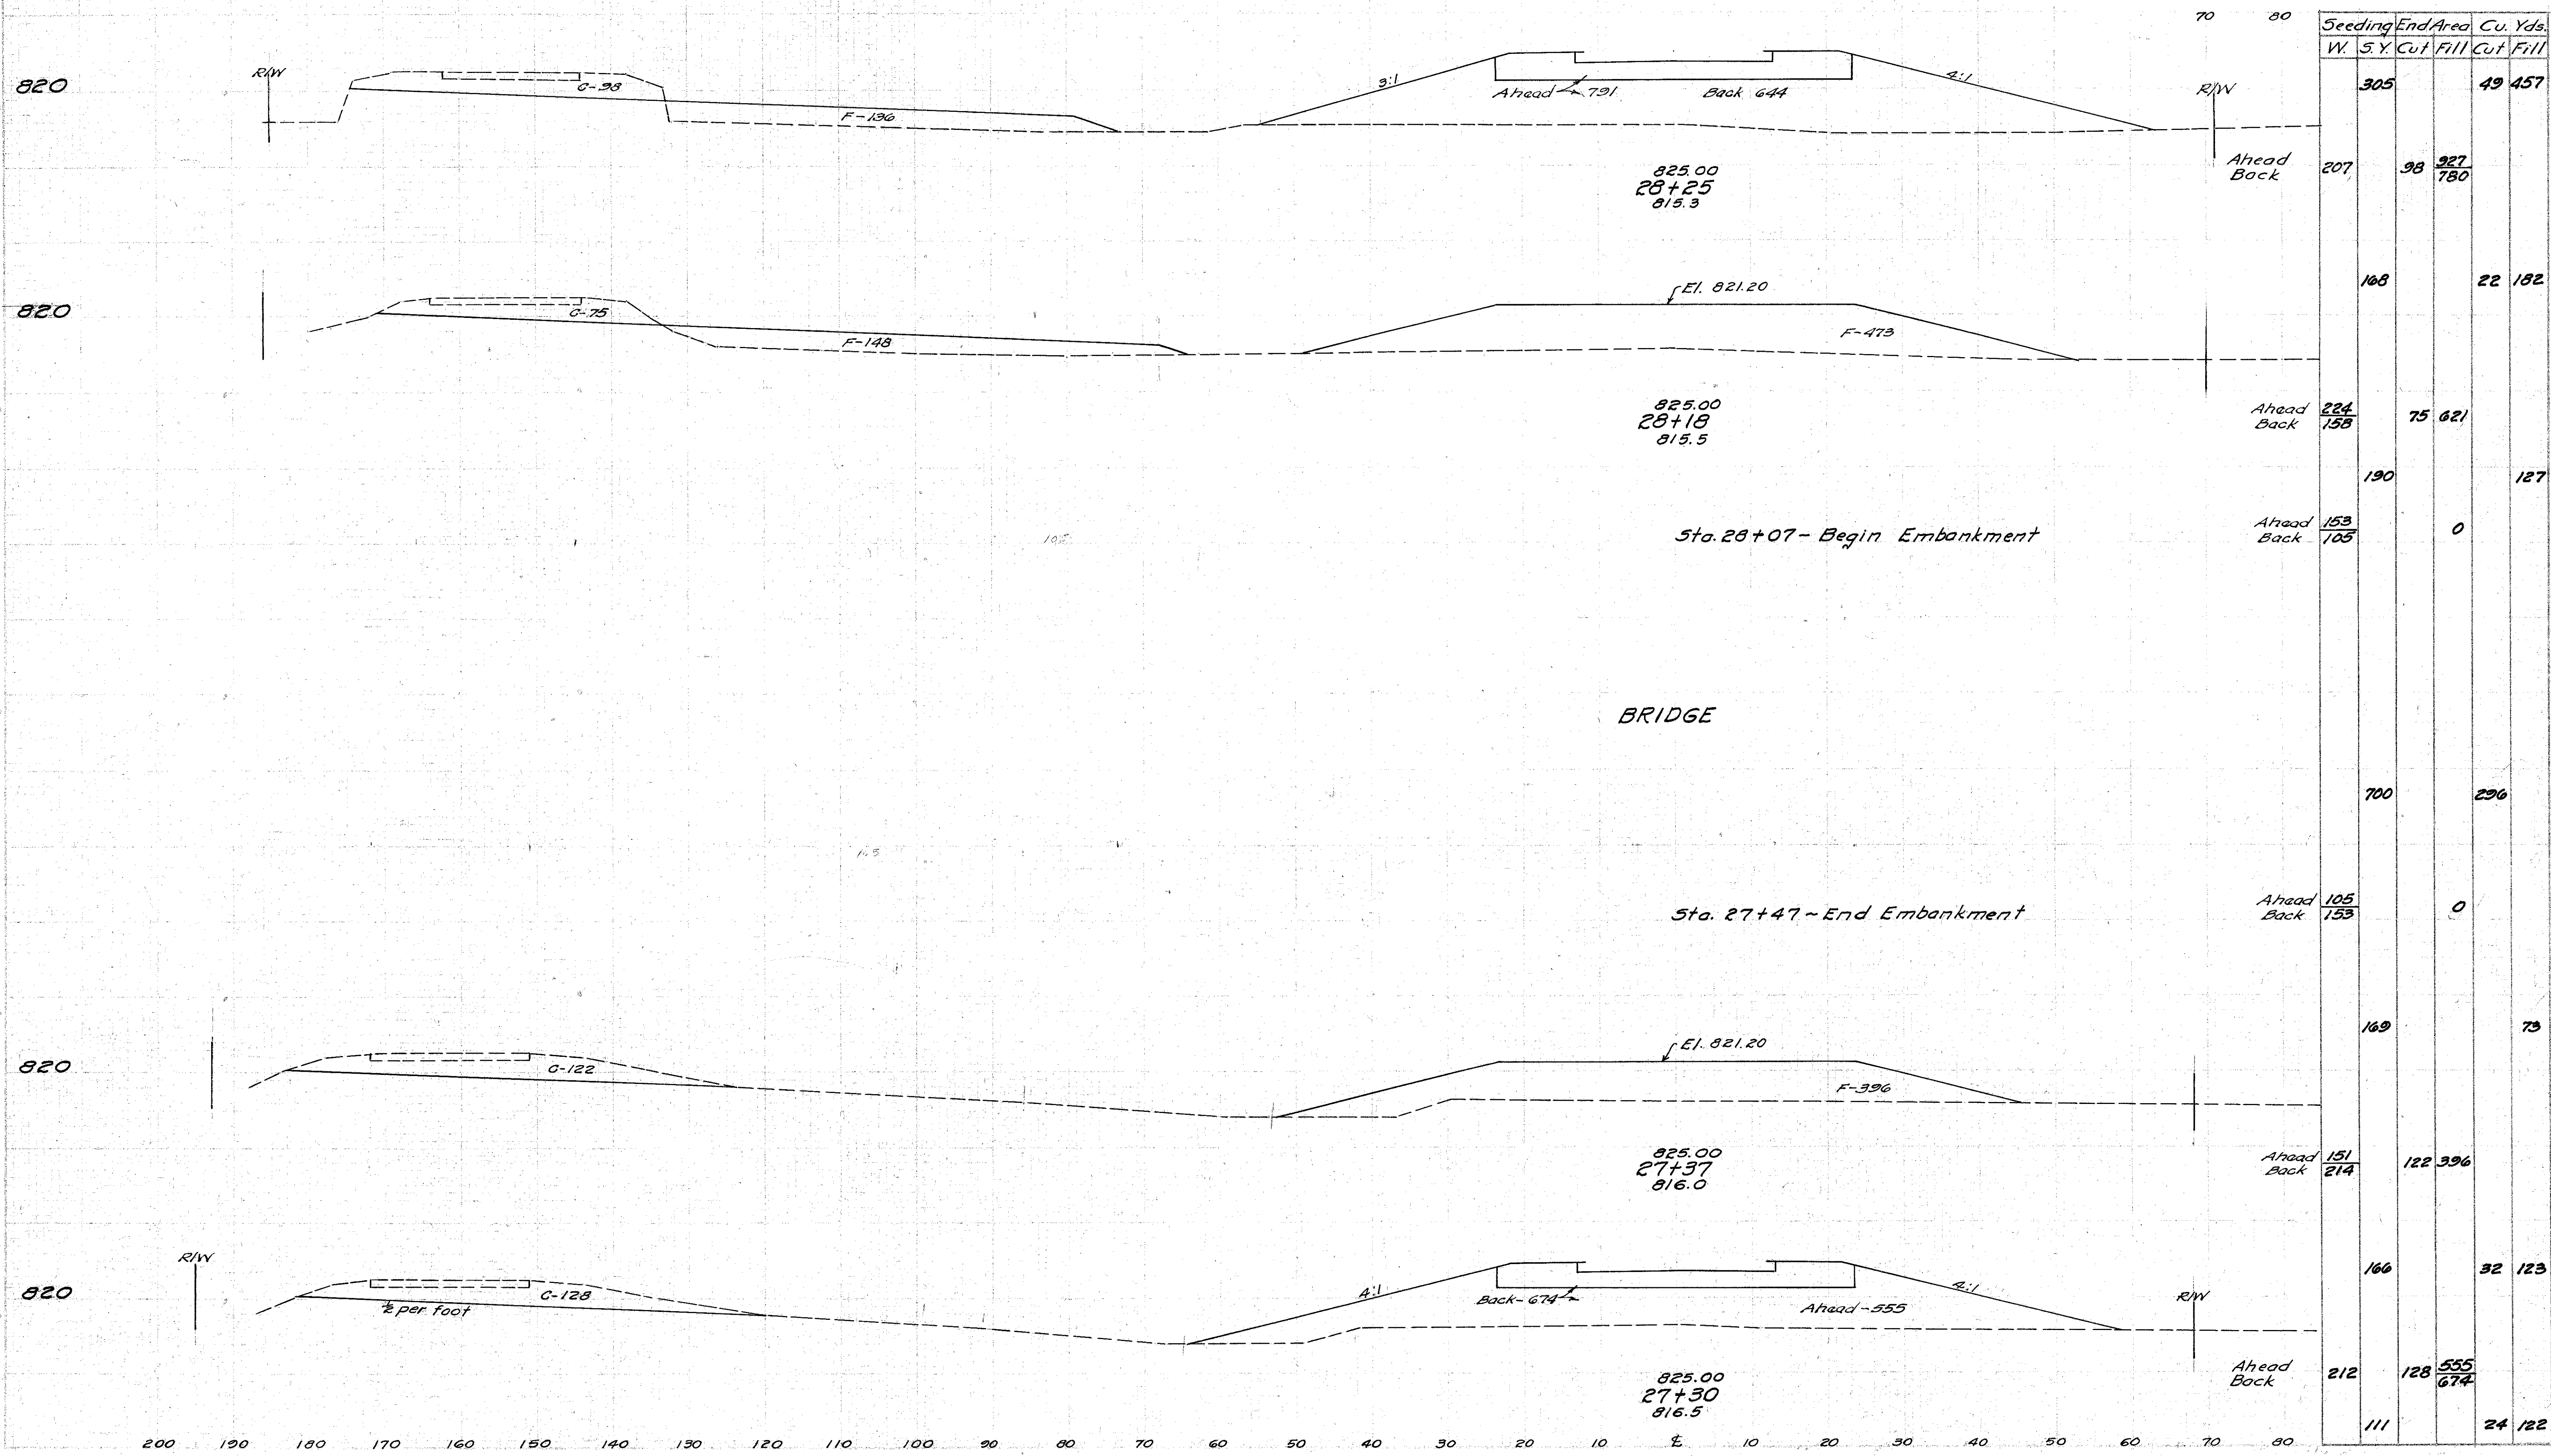 70 80
Seeding End Area Cu. Yds.
W. S.Y. Cut Fill Cut Fill
820 R/W C-98 3:1 Ahead 791 Back 644 4:1 R/W 305 49 457
F-136
825.00
28+25
815.3
Ahead 207 98 927
Back 780
168 22 182
820 C-75 El. 821.20
F-148 F-473
825.00
28+18
815.5
Ahead 224 75 621
Back 158
190 127
Sta. 28+07 - Begin Embankment
Ahead 153 0
Back 105
BRIDGE
700 296
Sta. 27+47 ~ End Embankment
Ahead 105 0
Back 153
169 73
820 C-122 El. 821.20
F-396
825.00
27+37
816.0
Ahead 151 122 396
Back 214
R/W
166 32 123
820 ½ per foot C-128 4:1 Back-674 Ahead-555 4:1 R/W
825.00
27+30
816.5
Ahead 212 128 555
Back 674
111 24 122
200 190 180 170 160 150 140 130 120 110 100 90 80 70 60 50 40 30 20 10 ℄ 10 20 30 40 50 60 70 80